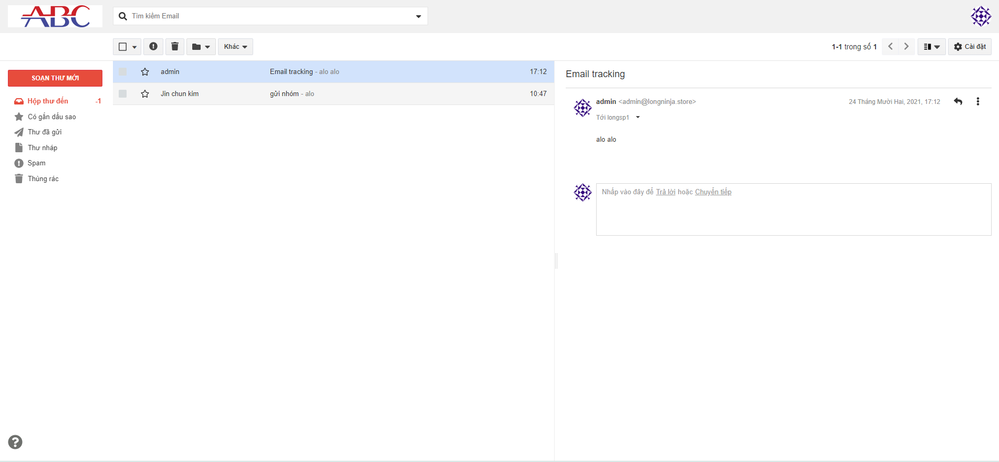 ABC
Tìm kiếm Email
Khác
1-1 trong số 1
Cài đặt
SOẠN THƯ MỚI
Hộp thư đến -1
Có gắn dấu sao
Thư đã gửi
Thư nháp
Spam
Thùng rác
admin Email tracking - alo alo 17:12
Jin chun kim gửi nhóm - alo 10:47
Email tracking
admin <admin@longninja.store> 24 Tháng Mười Hai, 2021, 17:12
Tới longsp1
alo alo
Nhấp vào đây để Trả lời hoặc Chuyển tiếp